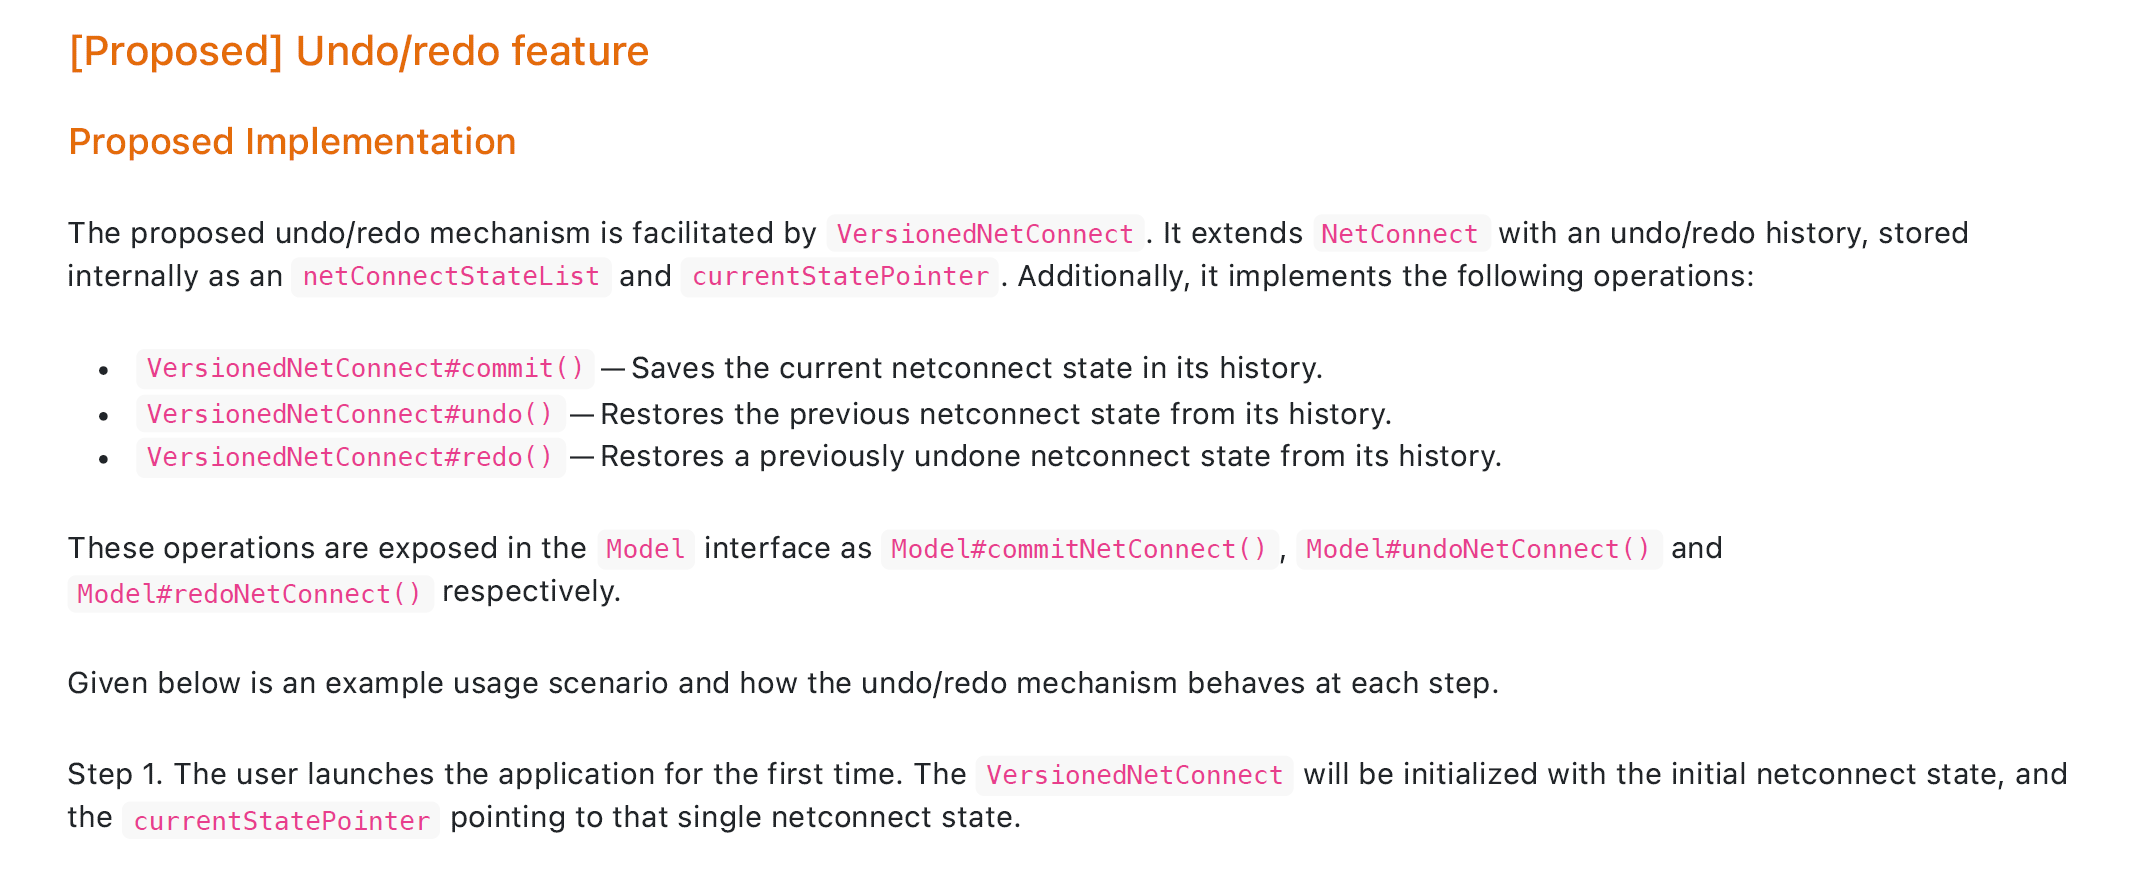 [Proposed] Undo/redo feature
Proposed Implementation
The proposed undo/redo mechanism is facilitated by VersionedNetConnect. It extends NetConnect with an undo/redo history, stored
internally as an netConnectStateList and currentStatePointer. Additionally, it implements the following operations:
• VersionedNetConnect#commit() — Saves the current netconnect state in its history.
• VersionedNetConnect#undo() — Restores the previous netconnect state from its history.
• VersionedNetConnect#redo() — Restores a previously undone netconnect state from its history.
These operations are exposed in the Model interface as Model#commitNetConnect(), Model#undoNetConnect() and
Model#redoNetConnect() respectively.
Given below is an example usage scenario and how the undo/redo mechanism behaves at each step.
Step 1. The user launches the application for the first time. The VersionedNetConnect will be initialized with the initial netconnect state, and
the currentStatePointer pointing to that single netconnect state.